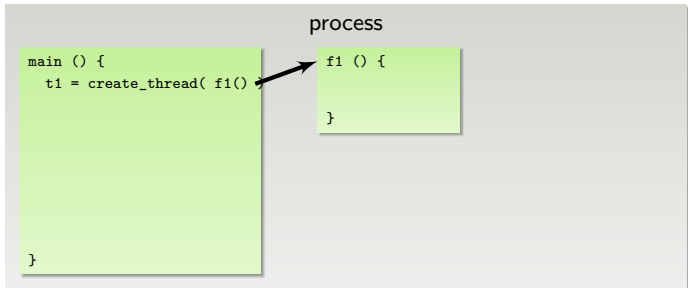 process
main () {
t1 = create_thread( f1() )
}
f1 () {
}